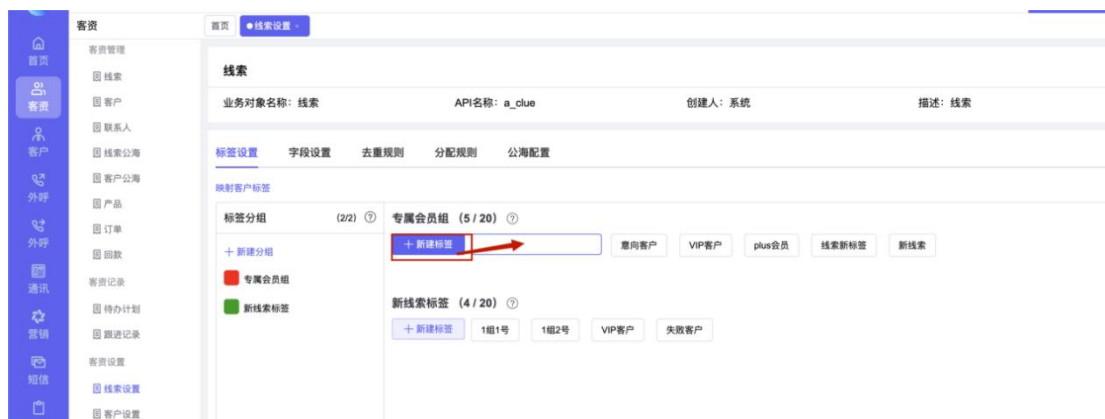 客资
首页
●线索设置
首页
客资
客户
外呼
外呼
通讯
营销
短信
客资管理
线索
客户
联系人
线索公海
客户公海
产品
订单
回款
客资记录
待办计划
跟进记录
客资设置
线索设置
客户设置
线索
业务对象名称：线索 API名称：a_clue 创建人：系统 描述：线索
标签设置 字段设置 去重规则 分配规则 公海配置
映射客户标签
标签分组 (2/2) ?
＋新建分组
专属会员组
新线索标签
专属会员组 （5 / 20） ?
＋新建标签 意向客户 VIP客户 plus会员 线索新标签 新线索
新线索标签 （4 / 20） ?
＋新建标签 1组1号 1组2号 VIP客户 失败客户